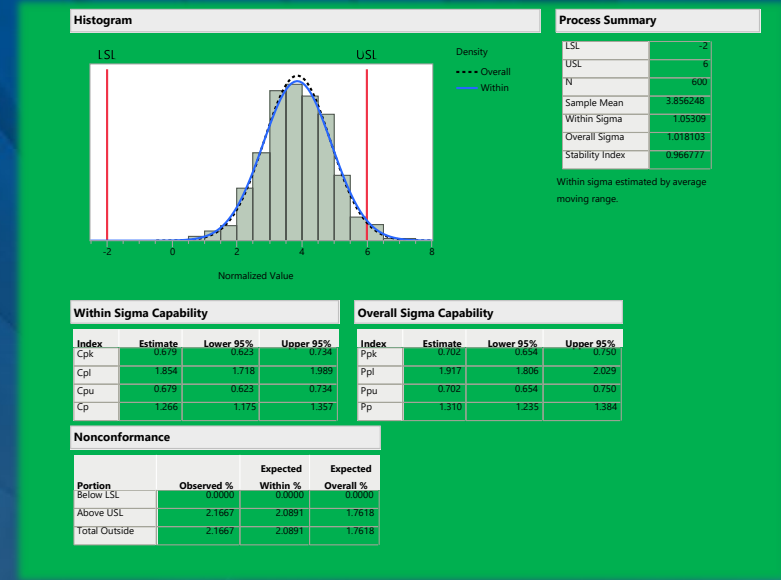 Histogram
LSL USL
Density
Overall
Within
-2 0 2 4 6 8
Normalized Value
Process Summary
LSL -2
USL 6
N 600
Sample Mean 3.856248
Within Sigma 1.05309
Overall Sigma 1.018103
Stability Index 0.966777
Within sigma estimated by average
moving range.
Within Sigma Capability
Index Estimate Lower 95% Upper 95%
Cpk 0.679 0.623 0.734
Cpl 1.854 1.718 1.989
Cpu 0.679 0.623 0.734
Cp 1.266 1.175 1.357
Overall Sigma Capability
Index Estimate Lower 95% Upper 95%
Ppk 0.702 0.654 0.750
Ppl 1.917 1.806 2.029
Ppu 0.702 0.654 0.750
Pp 1.310 1.235 1.384
Nonconformance
Expected Expected
Portion Observed % Within % Overall %
Below LSL 0.0000 0.0000 0.0000
Above USL 2.1667 2.0891 1.7618
Total Outside 2.1667 2.0891 1.7618